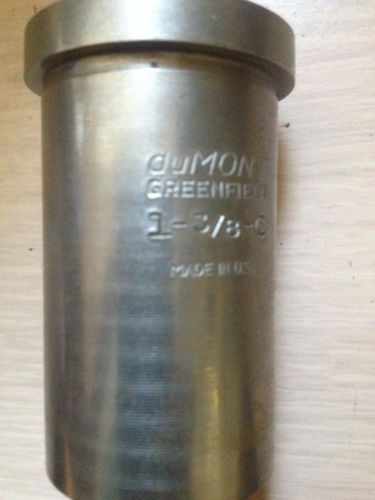 duMONT
GREENFIELD
1-3/8-C
MADE IN U.S.